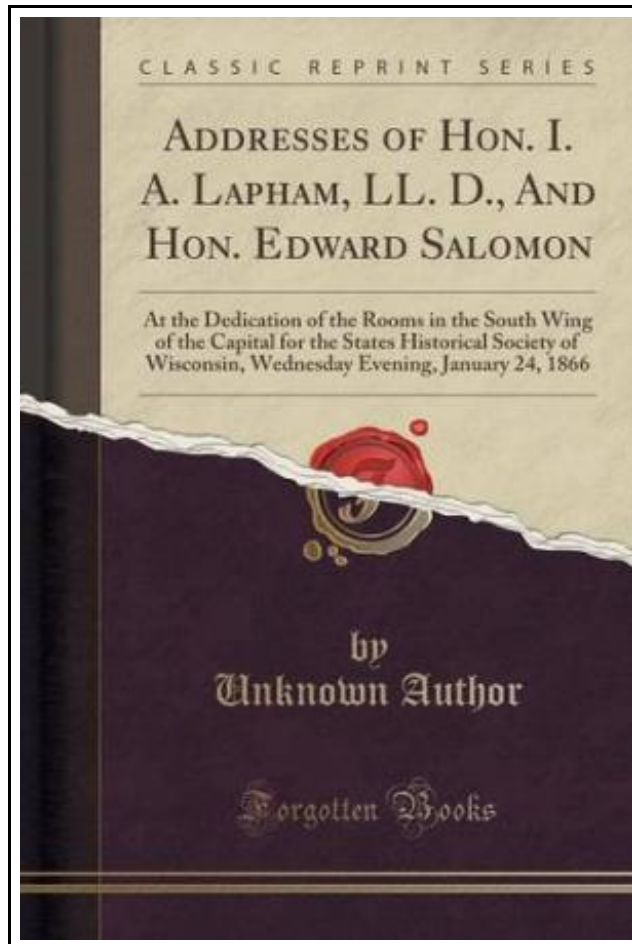 CLASSIC REPRINT SERIES
ADDRESSES OF HON. I.
A. LAPHAM, LL. D., AND
HON. EDWARD SALOMON
At the Dedication of the Rooms in the South Wing
of the Capital for the States Historical Society of
Wisconsin, Wednesday Evening, January 24, 1866
by
Unknown Author
Forgotten Books